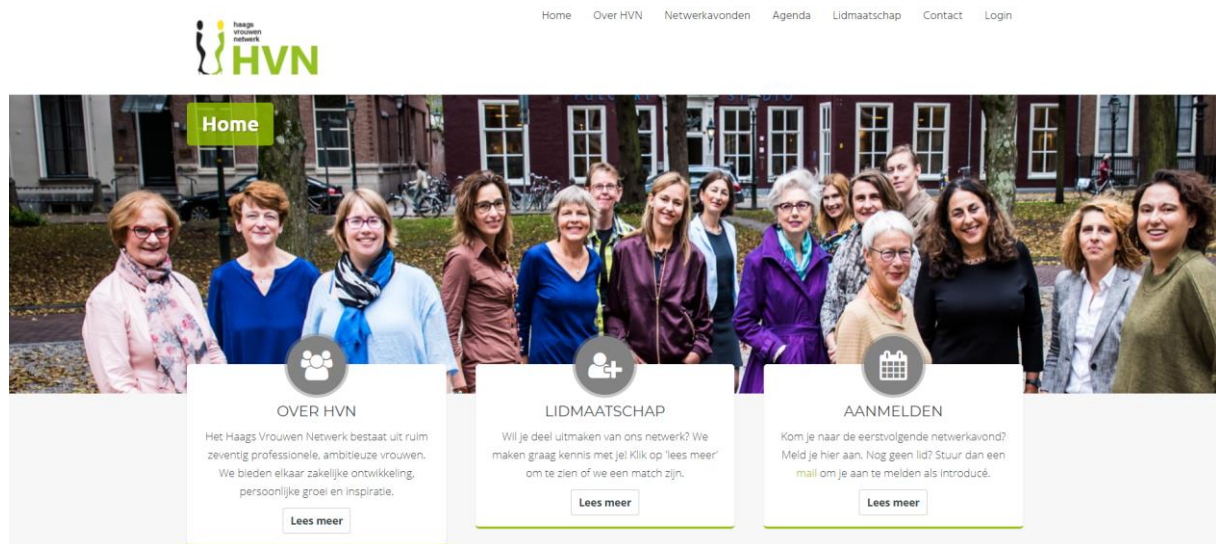 haags
vrouwen
netwerk
HVN
Home Over HVN Netwerkavonden Agenda Lidmaatschap Contact Login
PULCHRI STUDIO
Home
OVER HVN
Het Haags Vrouwen Netwerk bestaat uit ruim
zeventig professionele, ambitieuze vrouwen.
We bieden elkaar zakelijke ontwikkeling,
persoonlijke groei en inspiratie.
Lees meer
LIDMAATSCHAP
Wil je deel uitmaken van ons netwerk? We
maken graag kennis met je! Klik op 'lees meer'
om te zien of we een match zijn.
Lees meer
AANMELDEN
Kom je naar de eerstvolgende netwerkavond?
Meld je hier aan. Nog geen lid? Stuur dan een
mail om je aan te melden als introducé.
Lees meer